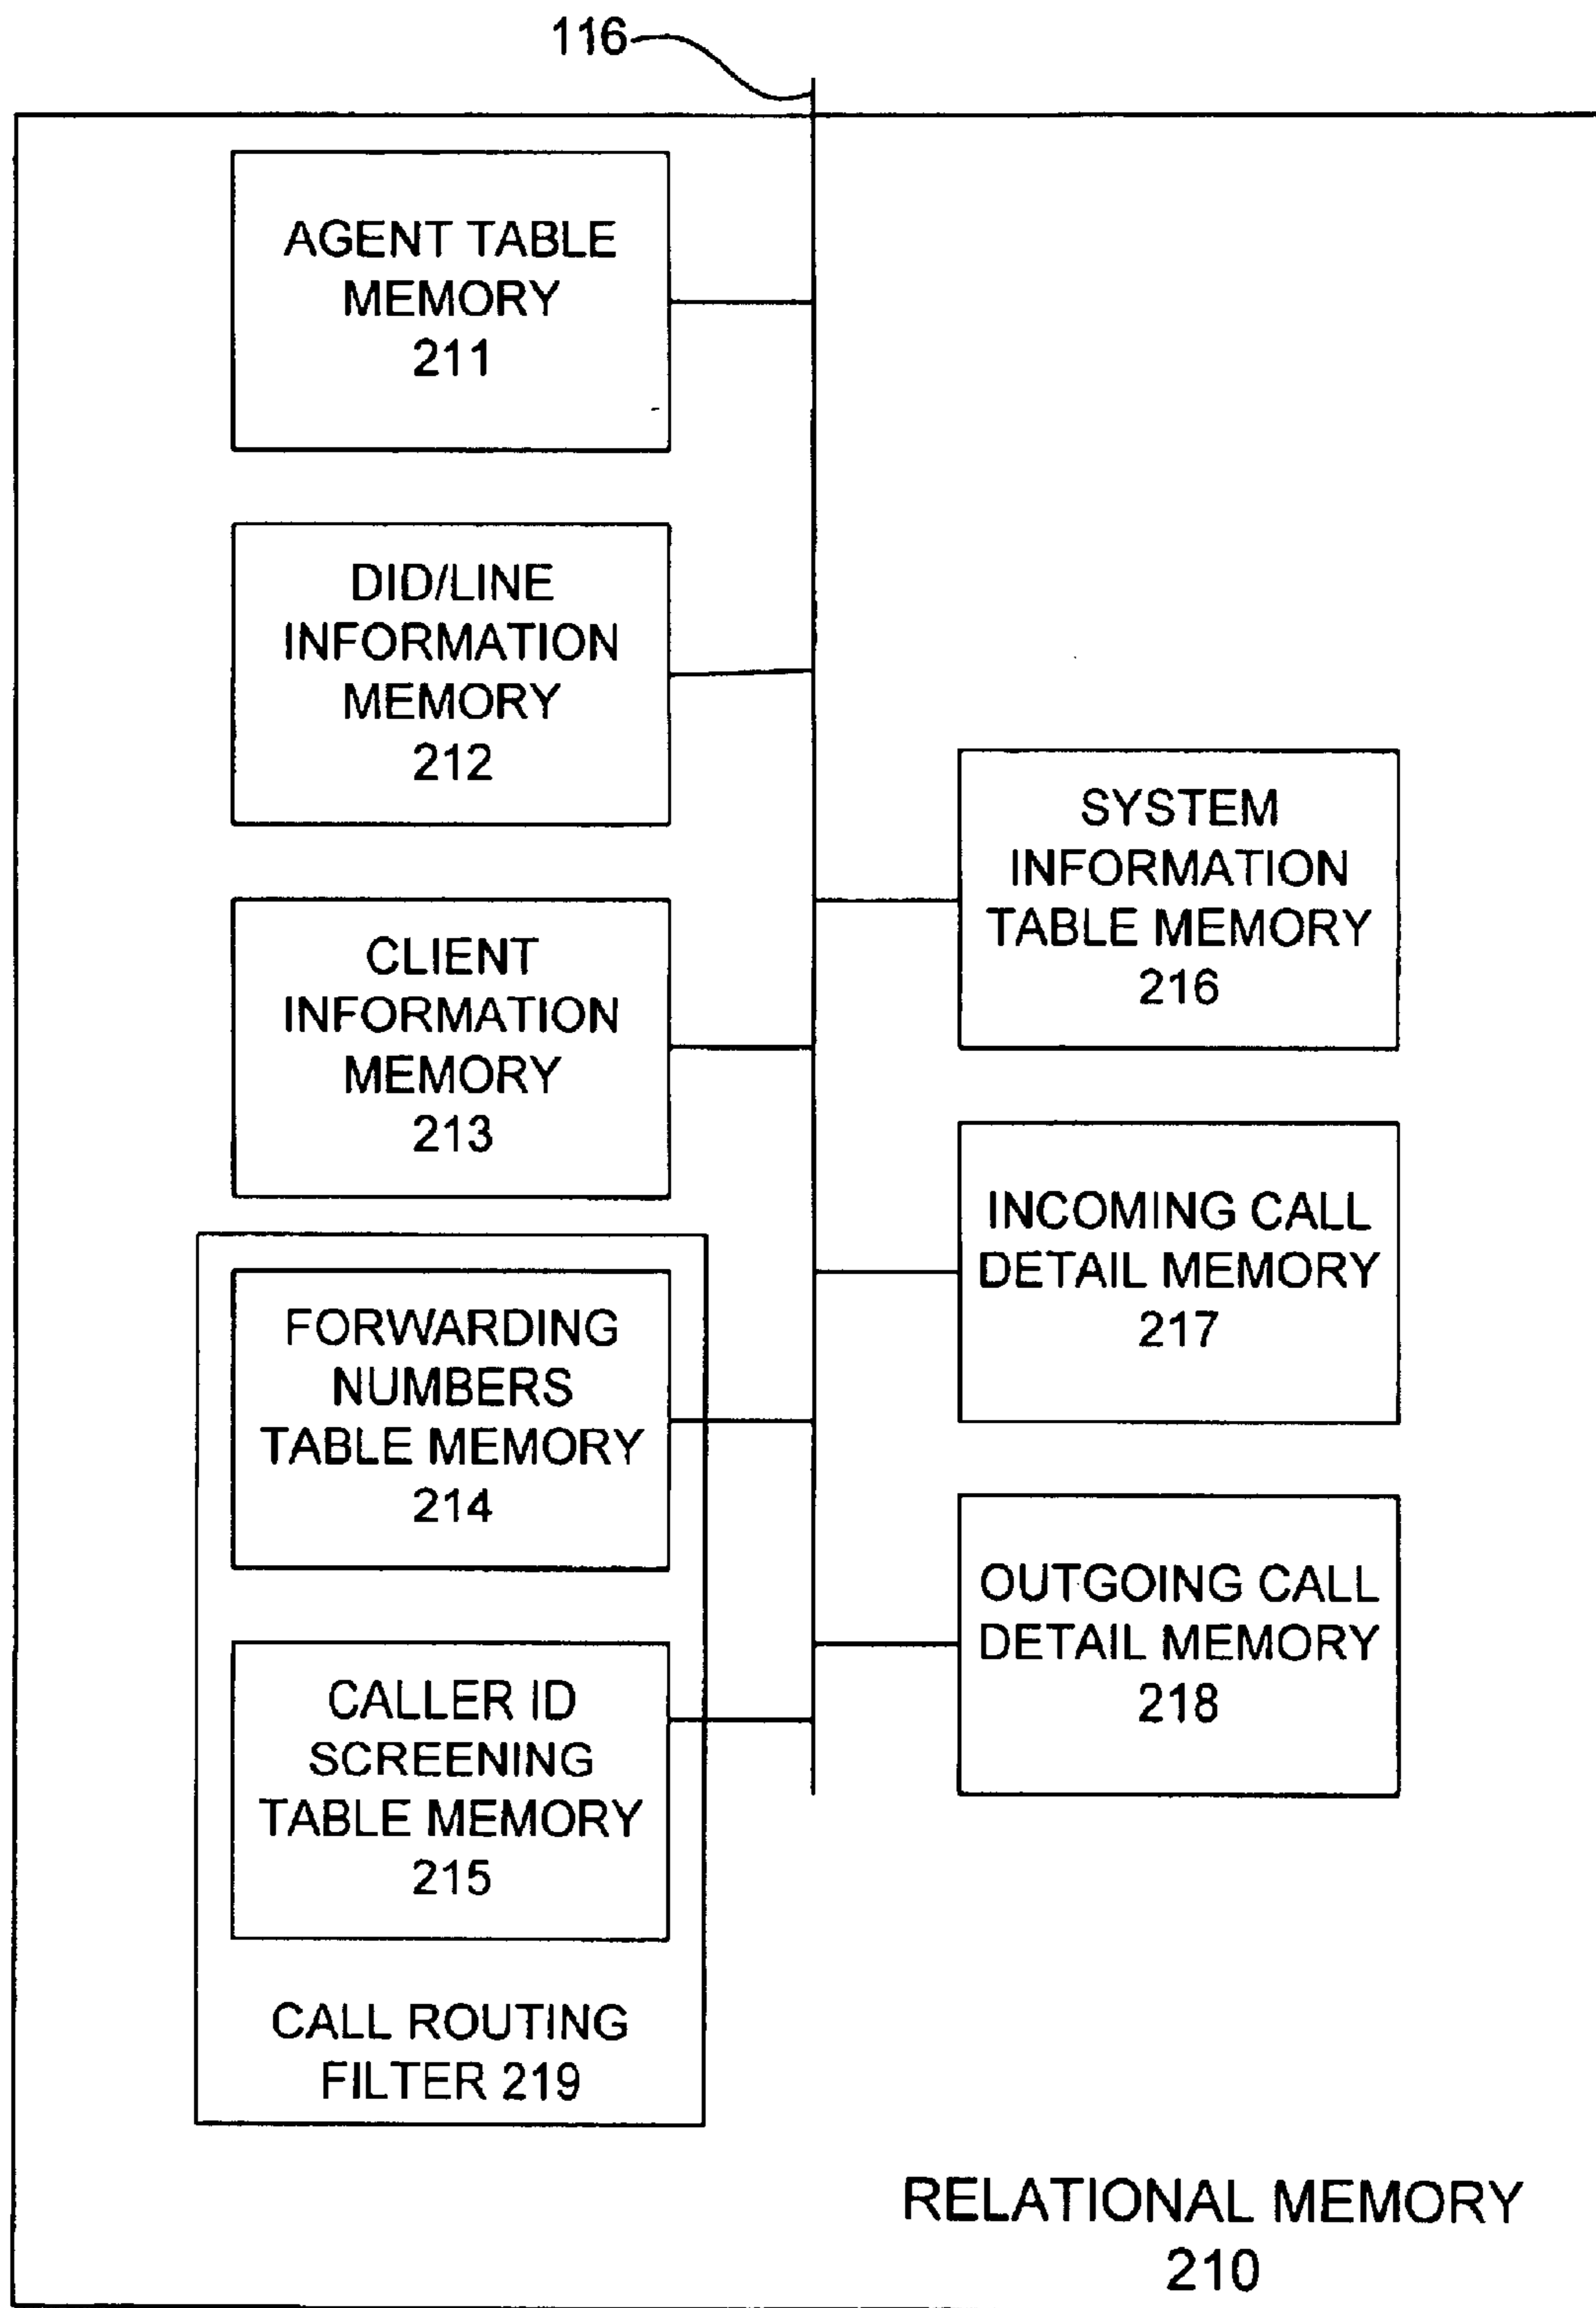 116
AGENT TABLE
MEMORY
211
DID/LINE
INFORMATION
MEMORY
212
CLIENT
INFORMATION
MEMORY
213
FORWARDING
NUMBERS
TABLE MEMORY
214
CALLER ID
SCREENING
TABLE MEMORY
215
CALL ROUTING
FILTER 219
SYSTEM
INFORMATION
TABLE MEMORY
216
INCOMING CALL
DETAIL MEMORY
217
OUTGOING CALL
DETAIL MEMORY
218
RELATIONAL MEMORY
210